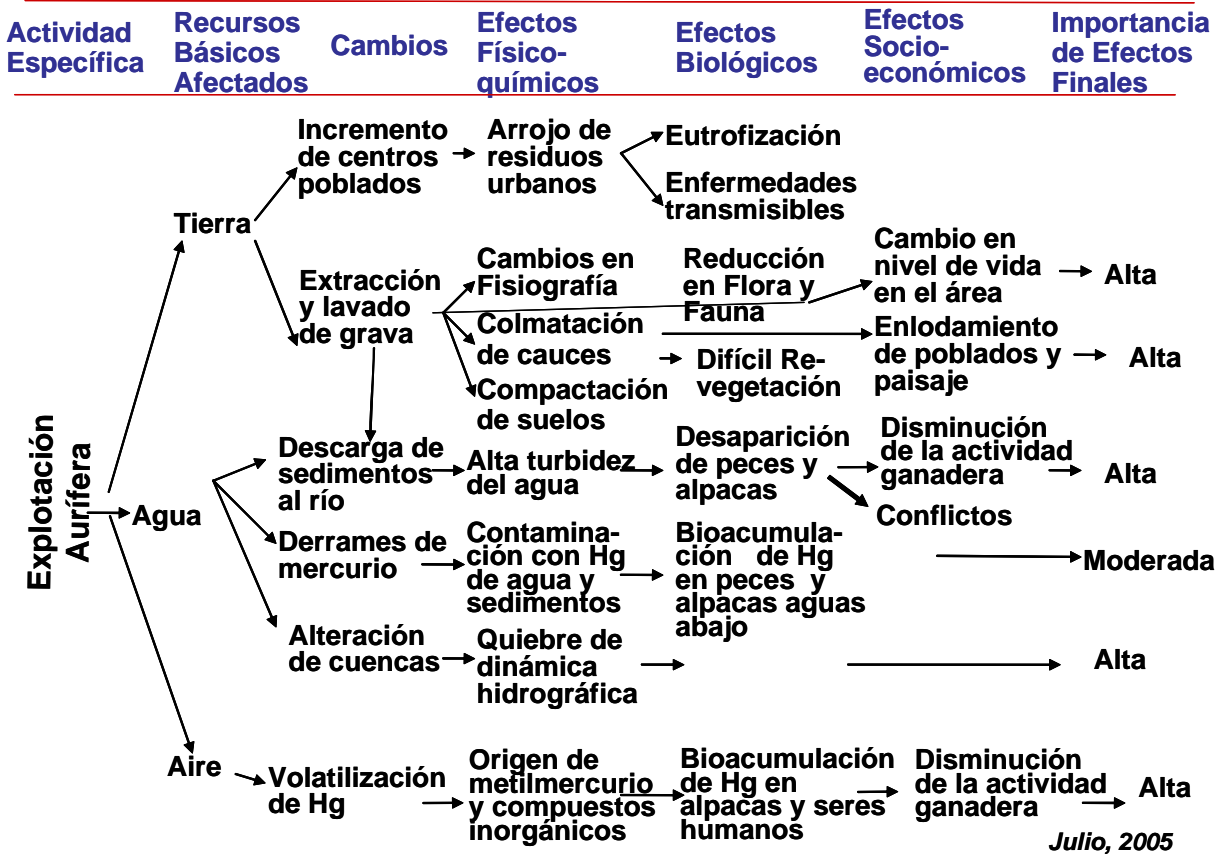 Actividad
Específica
Recursos
Básicos
Afectados
Cambios
Efectos
Físico-
químicos
Efectos
Biológicos
Efectos
Socio-
económicos
Importancia
de Efectos
Finales
Explotación
Aurífera
Tierra
Incremento
de centros
poblados
Arrojo de
residuos
urbanos
Eutrofización
Enfermedades
transmisibles
Extracción
y lavado
de grava
Cambios en
Fisiografía
Reducción
en Flora y
Fauna
Cambio en
nivel de vida
en el área
Alta
Colmatación
de cauces
Enlodamiento
de poblados y
paisaje
Alta
Difícil Re-
vegetación
Compactación
de suelos
Agua
Descarga de
sedimentos
al río
Alta turbidez
del agua
Desaparición
de peces y
alpacas
Disminución
de la actividad
ganadera
Alta
Conflictos
Derrames de
mercurio
Contamina-
ción con Hg
de agua y
sedimentos
Bioacumula-
ción de Hg
en peces y
alpacas aguas
abajo
Moderada
Alteración
de cuencas
Quiebre de
dinámica
hidrográfica
Alta
Aire
Volatilización
de Hg
Origen de
metilmercurio
y compuestos
inorgánicos
Bioacumulación
de Hg en
alpacas y seres
humanos
Disminución
de la actividad
ganadera
Alta
Julio, 2005